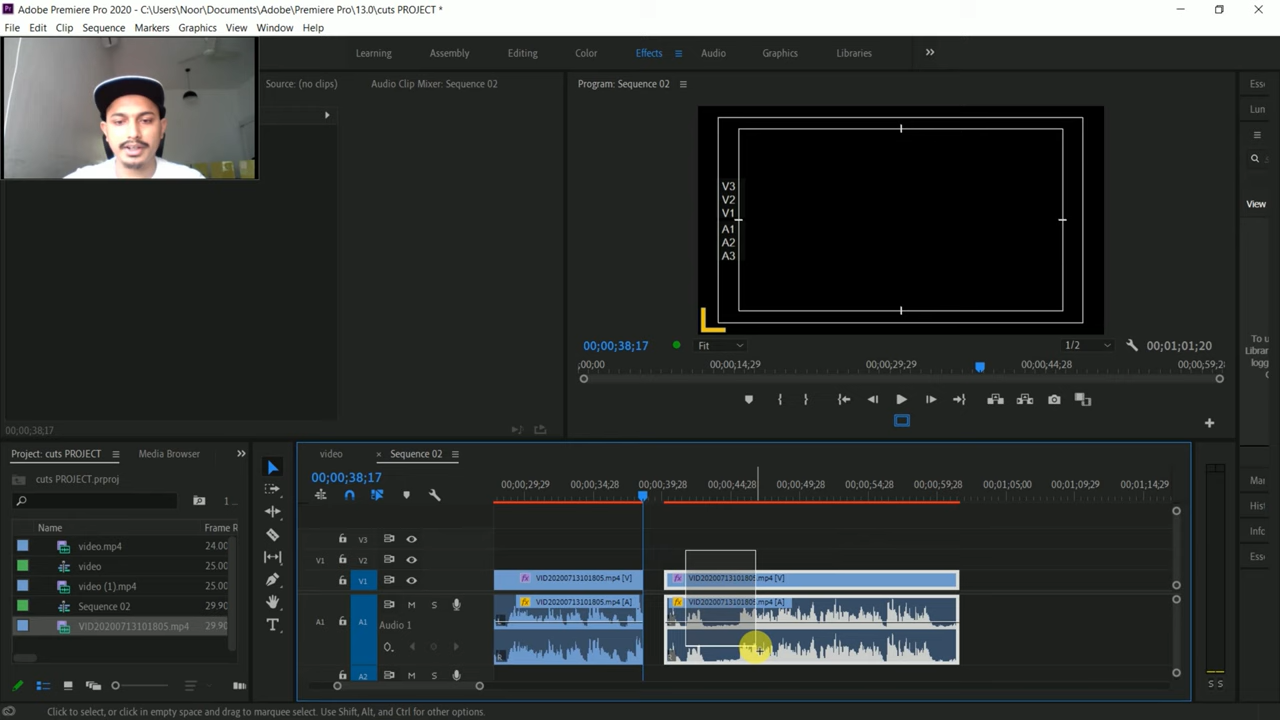 Adobe Premiere Pro 2020 - C:\Users\Noor\Documents\Adobe\Premiere Pro\13.0\cuts PROJECT *
File Edit Clip Sequence Markers Graphics View Window Help
Learning Assembly Editing Color Effects Audio Graphics Libraries
Source: (no clips) Audio Clip Mixer: Sequence 02
Program: Sequence 02
V3
V2
V1
A1
A2
A3
00;00;38;17 Fit 1/2 00;01;01;20
;00;00 00;00;14;29 00;00;29;29 00;00;44;28 00;00;59;28
00;00;38;17
Project: cuts PROJECT Media Browser
cuts PROJECT.prproj
Name Frame R
video.mp4 24.00
video 25.00
video (1).mp4 25.00
Sequence 02 29.90
VID20200713101805.mp4 29.90
video × Sequence 02
00;00;38;17
00;00;29;29 00;00;34;28 00;00;39;28 00;00;44;28 00;00;49;28 00;00;54;28 00;00;59;28 00;01;05;00 00;01;09;29 00;01;14;29
V3
V1 V2
V1 fx VID20200713101805.mp4 [V] fx VID20200713101805.mp4 [V]
M S fx VID20200713101805.mp4 [A] fx VID20200713101805.mp4 [A]
A1 A1 Audio 1
A2 M S
S S
View
Click to select, or click in empty space and drag to marquee select. Use Shift, Alt, and Ctrl for other options.